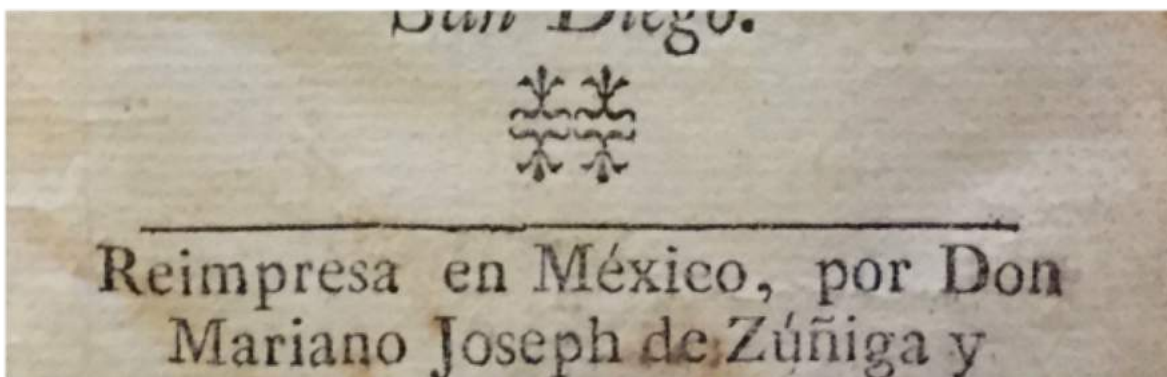 San Diego.
Reimpresa en México, por Don
Mariano Joseph de Zúñiga y